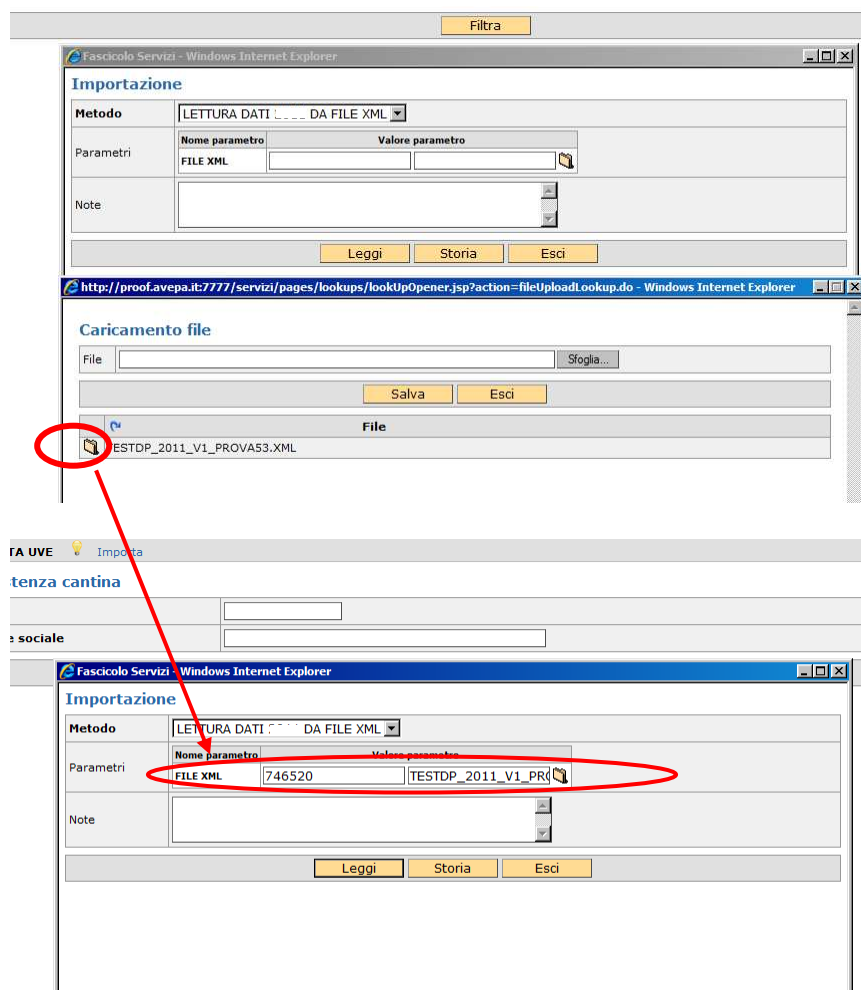 Filtra
Fascicolo Servizi - Windows Internet Explorer
Importazione
Metodo LETTURA DATI DA FILE XML
Nome parametro Valore parametro
Parametri
FILE XML
Note
Leggi Storia Esci
http://proof.avepa.it:7777/servizi/pages/lookups/lookUpOpener.jsp?action=fileUploadLookup.do - Windows Internet Explorer
Caricamento file
File Sfoglia...
Salva Esci
File
TESTDP_2011_V1_PROVA53.XML
TA UVE Importa
tenza cantina
e sociale
Fascicolo Servizi - Windows Internet Explorer
Importazione
Metodo LETTURA DATI DA FILE XML
Nome parametro Valore parametro
Parametri
FILE XML 746520 TESTDP_2011_V1_PRO
Note
Leggi Storia Esci